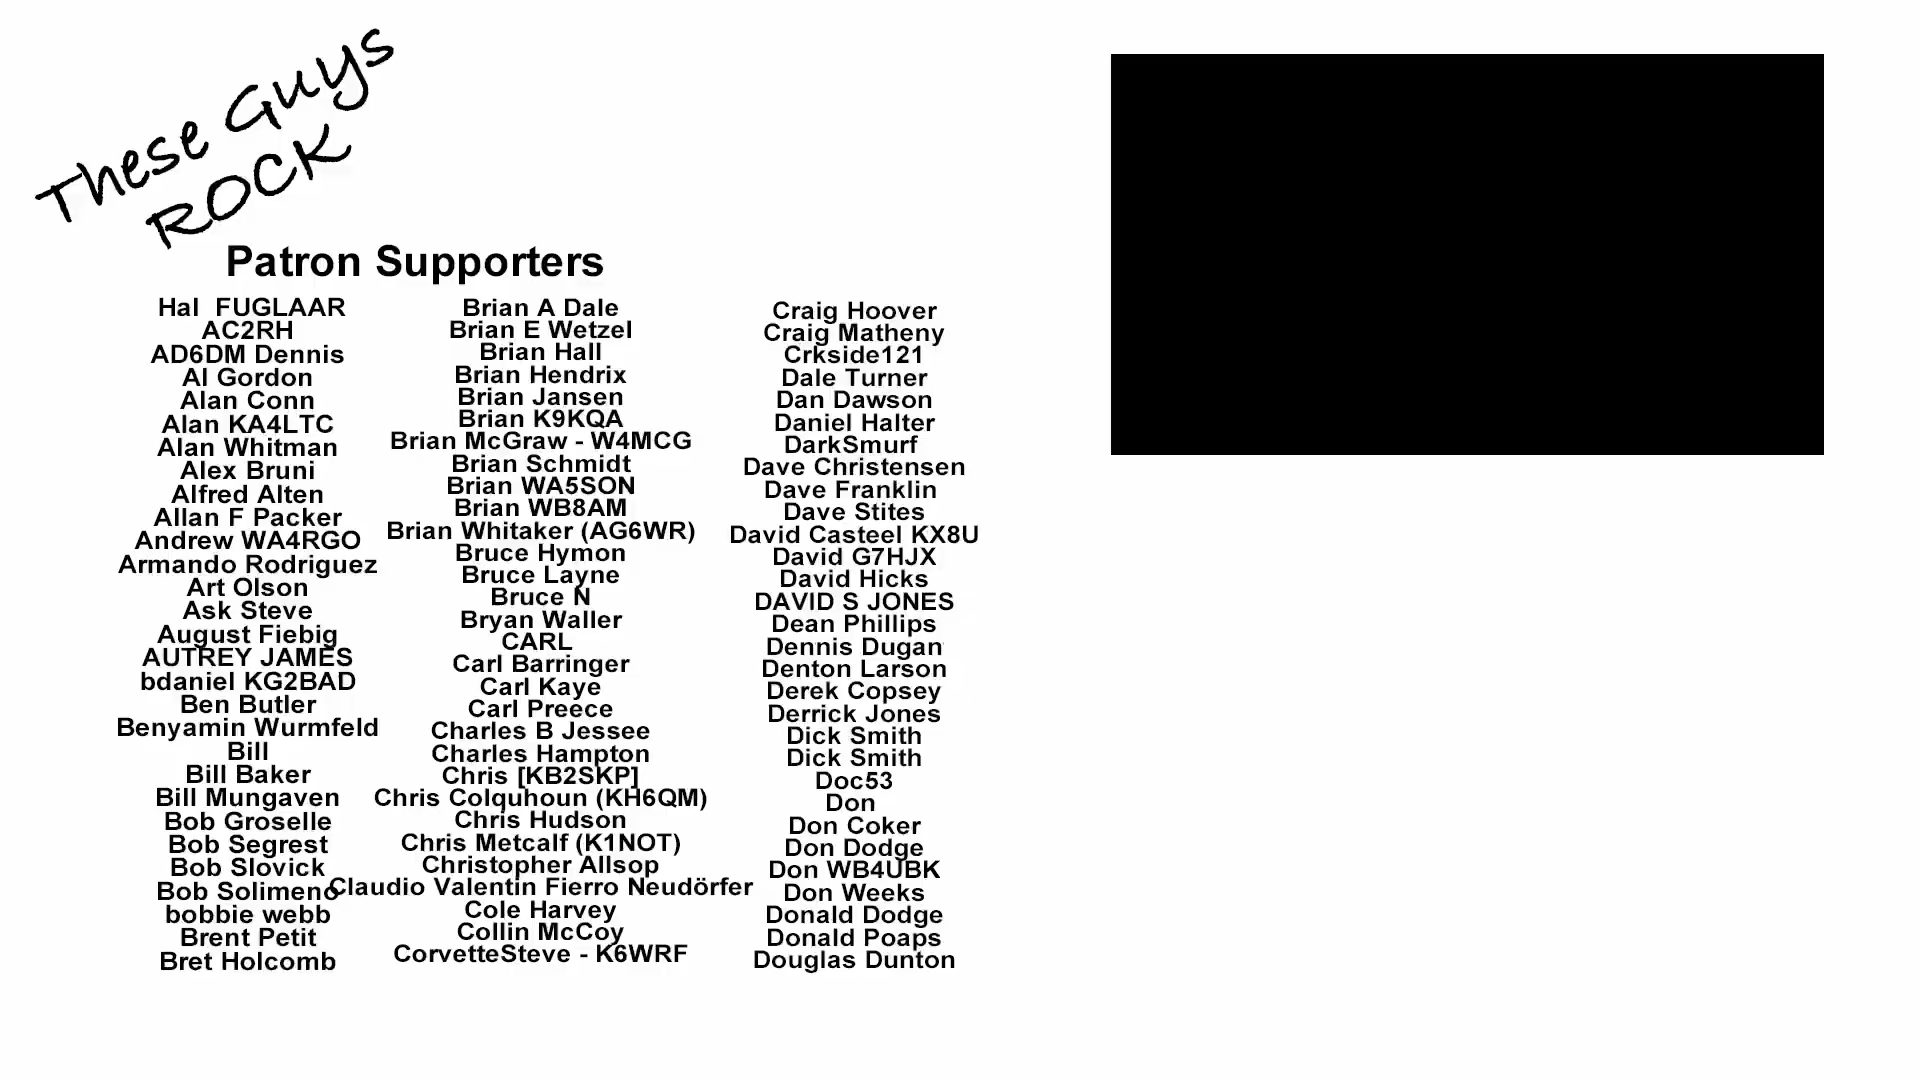 These Guys
ROCK
Patron Supporters
Hal FUGLAAR
AC2RH
AD6DM Dennis
Al Gordon
Alan Conn
Alan KA4LTC
Alan Whitman
Alex Bruni
Alfred Alten
Allan F Packer
Andrew WA4RGO
Armando Rodriguez
Art Olson
Ask Steve
August Fiebig
AUTREY JAMES
bdaniel KG2BAD
Ben Butler
Benyamin Wurmfeld
Bill
Bill Baker
Bill Mungaven
Bob Groselle
Bob Segrest
Bob Slovick
Bob Solimeno
bobbie webb
Brent Petit
Bret Holcomb
Brian A Dale
Brian E Wetzel
Brian Hall
Brian Hendrix
Brian Jansen
Brian K9KQA
Brian McGraw - W4MCG
Brian Schmidt
Brian WA5SON
Brian WB8AM
Brian Whitaker (AG6WR)
Bruce Hymon
Bruce Layne
Bruce N
Bryan Waller
CARL
Carl Barringer
Carl Kaye
Carl Preece
Charles B Jessee
Charles Hampton
Chris [KB2SKP]
Chris Colquhoun (KH6QM)
Chris Hudson
Chris Metcalf (K1NOT)
Christopher Allsop
Claudio Valentin Fierro Neudörfer
Cole Harvey
Collin McCoy
CorvetteSteve - K6WRF
Craig Hoover
Craig Matheny
Crkside121
Dale Turner
Dan Dawson
Daniel Halter
DarkSmurf
Dave Christensen
Dave Franklin
Dave Stites
David Casteel KX8U
David G7HJX
David Hicks
DAVID S JONES
Dean Phillips
Dennis Dugan
Denton Larson
Derek Copsey
Derrick Jones
Dick Smith
Dick Smith
Doc53
Don
Don Coker
Don Dodge
Don WB4UBK
Don Weeks
Donald Dodge
Donald Poaps
Douglas Dunton